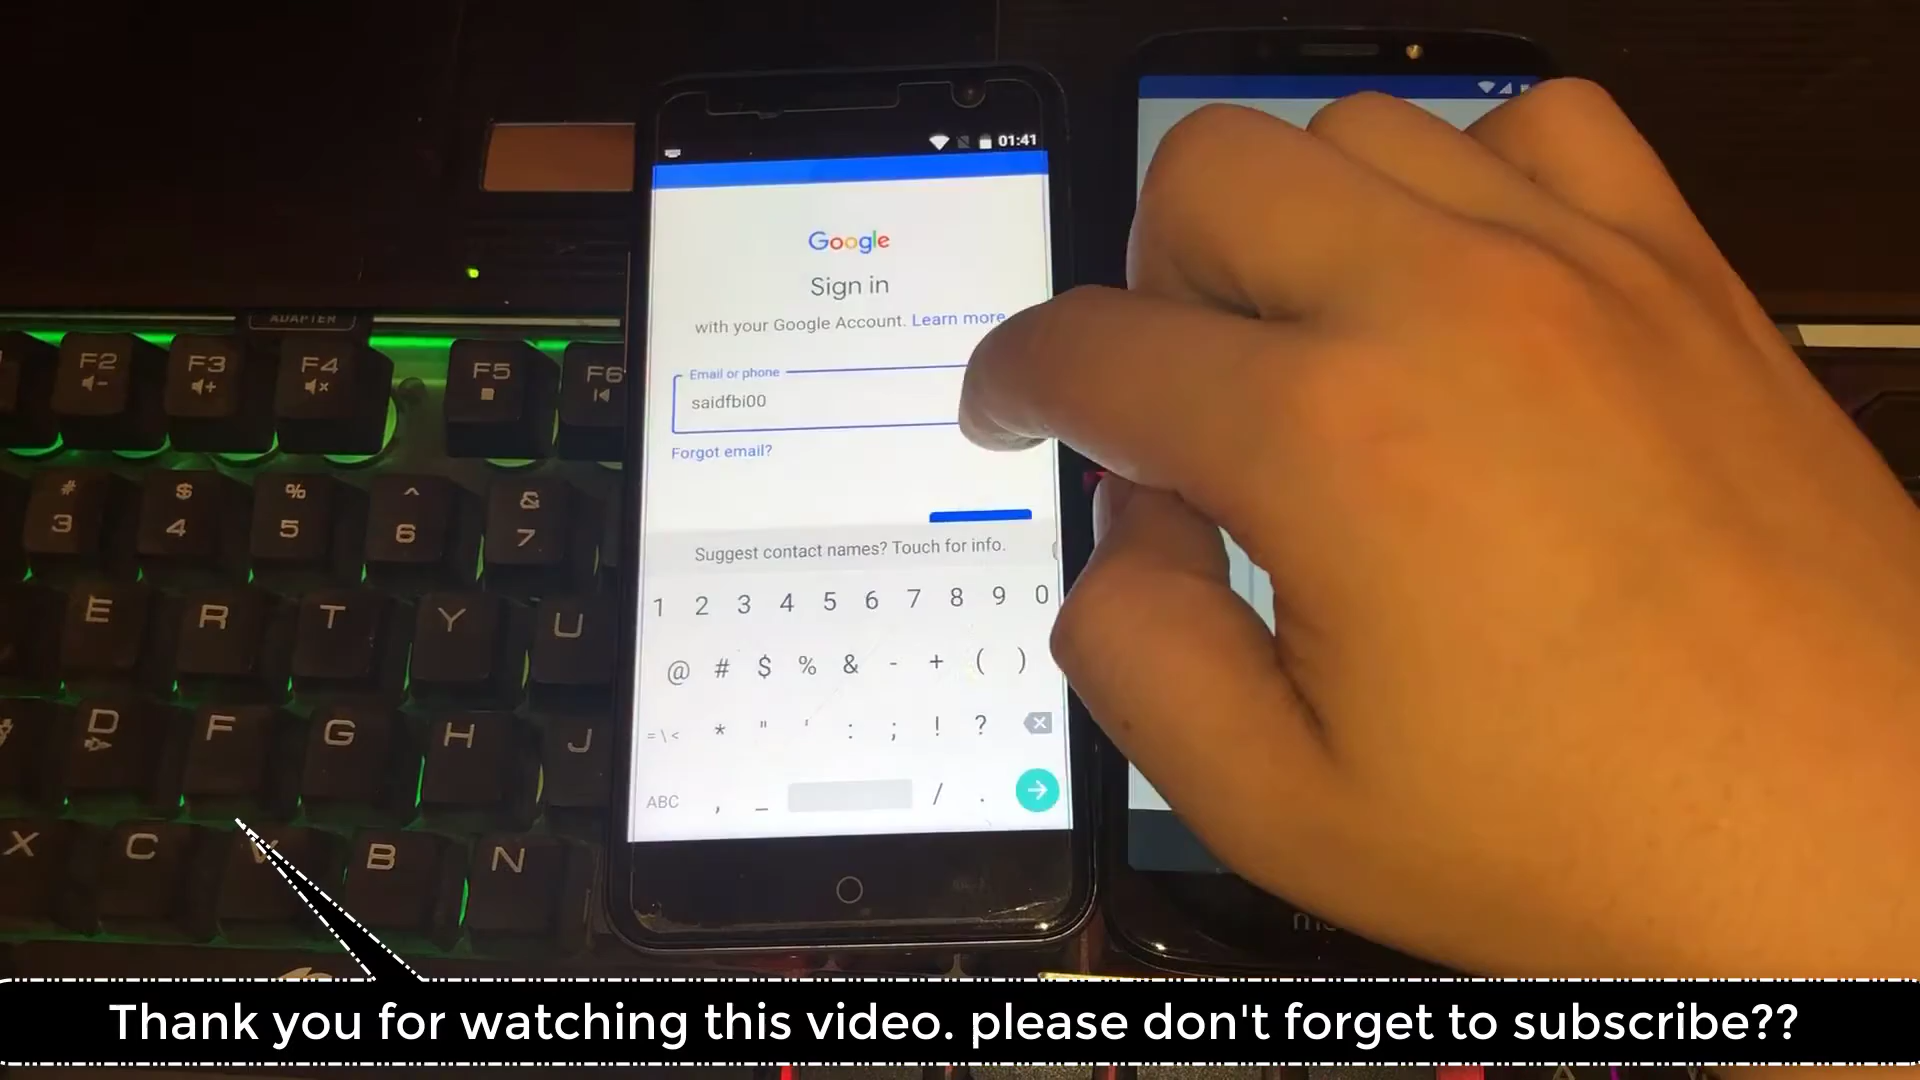 01:41
Google
Sign in
with your Google Account. Learn more
Email or phone
saidfbi00
Forgot email?
Suggest contact names? Touch for info.
1 2 3 4 5 6 7 8 9 0
@ # $ % & - + ( )
=\< * " ' : ; ! ?
ABC , _ / .
ADAPTER
F2 F3 F4 F5 F6
# $ % ^ &
3 4 5 6 7
E R T Y U
D F G H J
X C V B N
Thank you for watching this video. please don't forget to subscribe??